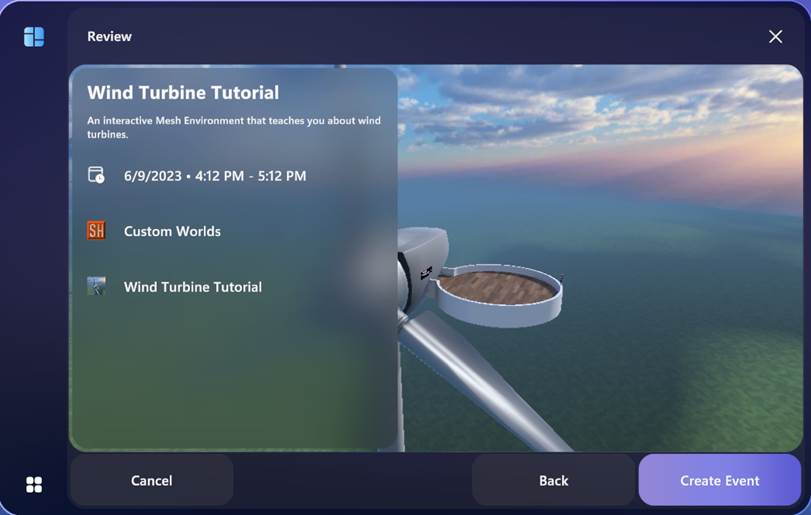 Review
Wind Turbine Tutorial
An interactive Mesh Environment that teaches you about wind
turbines.
6/9/2023 • 4:12 PM - 5:12 PM
SH
Custom Worlds
Wind Turbine Tutorial
Cancel
Back
Create Event